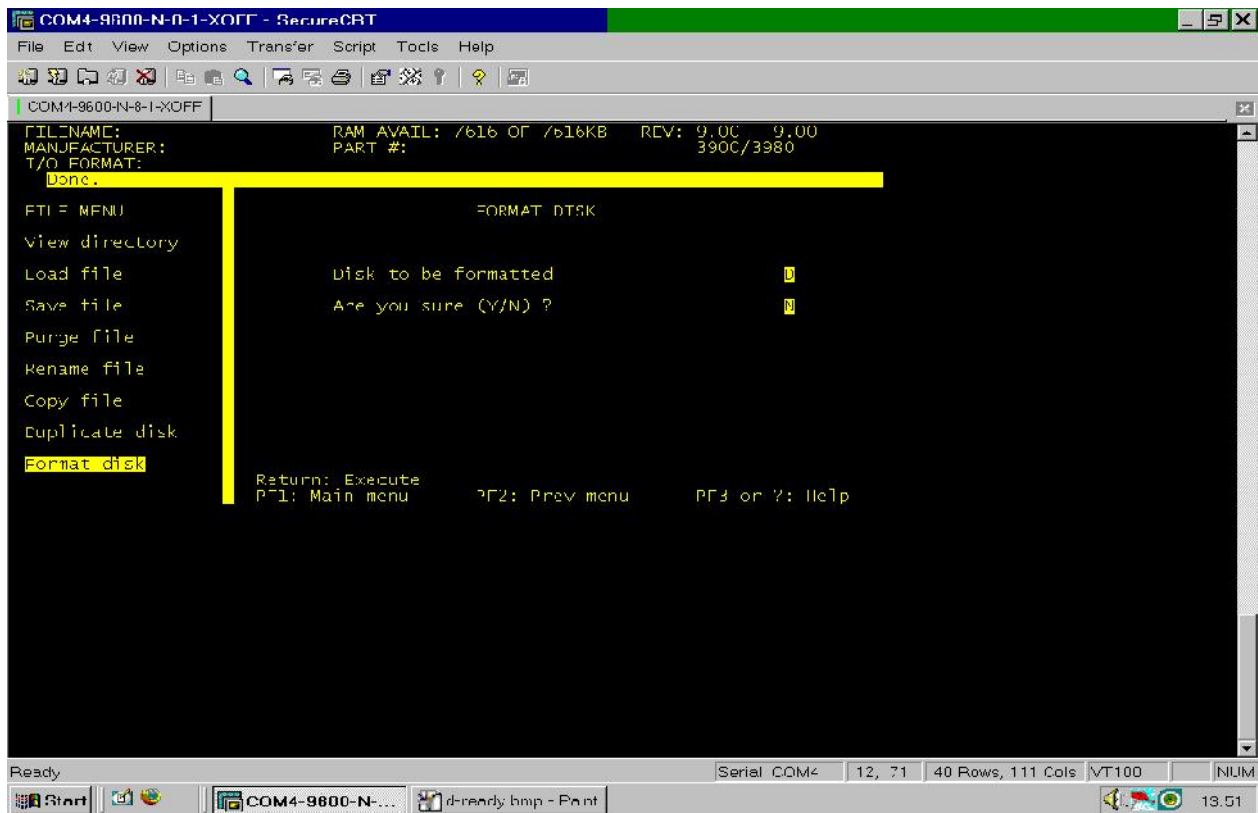 COM4-9600-N-8-1-XOFF - SecureCRT
File Edit View Options Transfer Script Tools Help
COM4-9600-N-8-1-XOFF
FILENAME: RAM AVAIL: 7616 OF 7616KB REV: 9.00 9.00
MANUFACTURER: PART #: 3900/3980
I/O FORMAT:
Done.
FILE MENU FORMAT DISK
View directory
Load file Disk to be formatted D
Save file Are you sure (Y/N) ? N
Purge file
Rename file
Copy file
Duplicate disk
Format disk
Return: Execute
PF1: Main menu PF2: Prev menu PF3 or ?: Help
Ready Serial: COM4 12, 71 40 Rows, 111 Cols VT100 NUM
Start COM4-9600-N-... d-ready.bmp - Paint 13:51